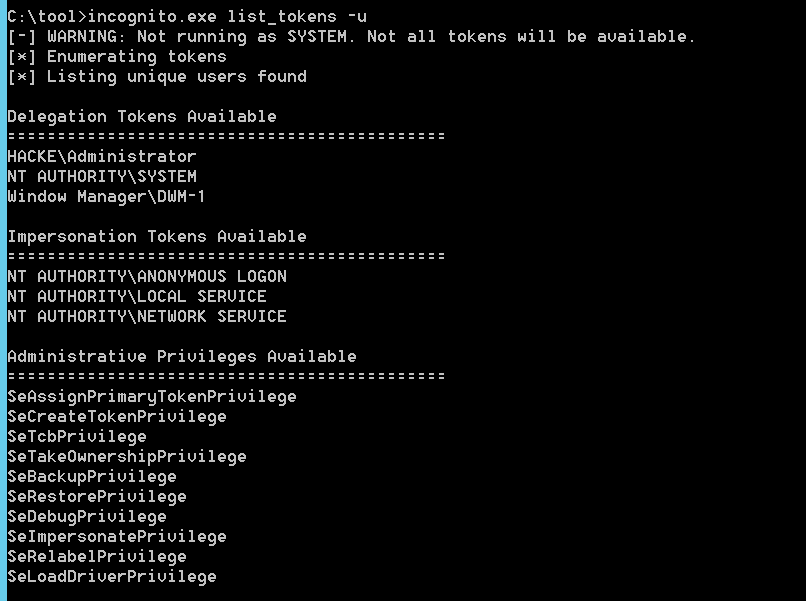 C:\tool>incognito.exe list_tokens -u
[-] WARNING: Not running as SYSTEM. Not all tokens will be available.
[*] Enumerating tokens
[*] Listing unique users found
Delegation Tokens Available
============================================
HACKE\Administrator
NT AUTHORITY\SYSTEM
Window Manager\DWM-1
Impersonation Tokens Available
============================================
NT AUTHORITY\ANONYMOUS LOGON
NT AUTHORITY\LOCAL SERVICE
NT AUTHORITY\NETWORK SERVICE
Administrative Privileges Available
============================================
SeAssignPrimaryTokenPrivilege
SeCreateTokenPrivilege
SeTcbPrivilege
SeTakeOwnershipPrivilege
SeBackupPrivilege
SeRestorePrivilege
SeDebugPrivilege
SeImpersonatePrivilege
SeRelabelPrivilege
SeLoadDriverPrivilege